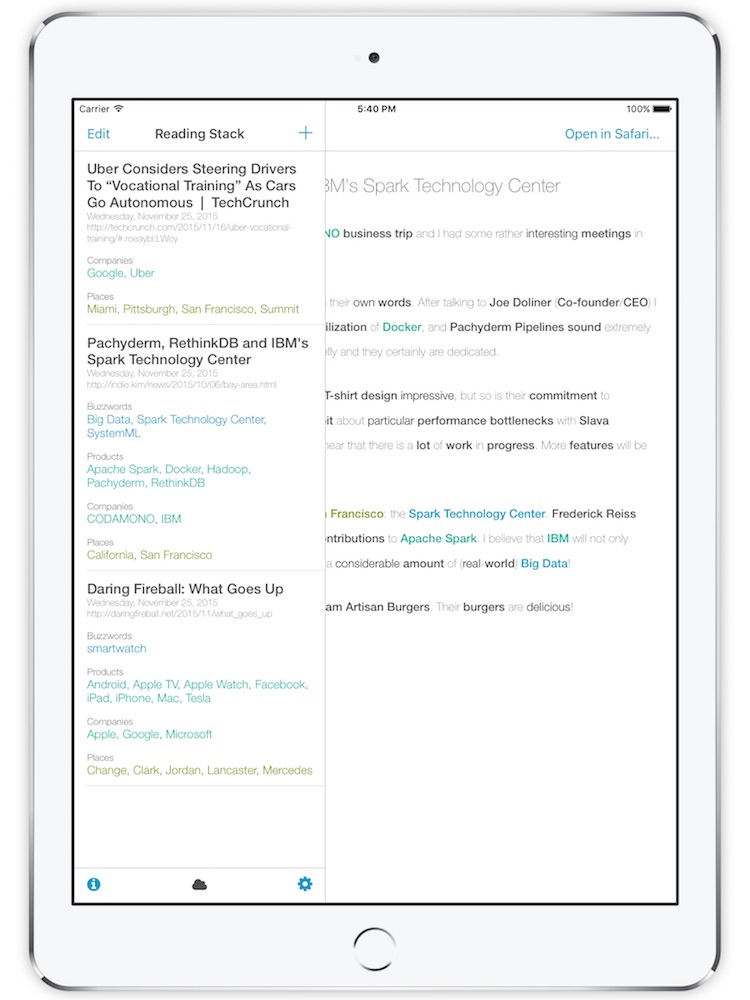 Carrier
5:40 PM
100%
Edit
Reading Stack
+
Open in Safari...
Uber Considers Steering Drivers
To “Vocational Training” As Cars
Go Autonomous | TechCrunch
Wednesday, November 25, 2015
http://techcrunch.com/2015/11/16/uber-vocational-
training/#.roeaybi:LWcy
Companies
Google, Uber
Places
Miami, Pittsburgh, San Francisco, Summit
Pachyderm, RethinkDB and IBM's
Spark Technology Center
Wednesday, November 25, 2015
http://indie.kim/news/2015/10/06/bay-area.html
Buzzwords
Big Data, Spark Technology Center,
SystemML
Products
Apache Spark, Docker, Hadoop,
Pachyderm, RethinkDB
Companies
CODAMONO, IBM
Places
California, San Francisco
Daring Fireball: What Goes Up
Wednesday, November 25, 2015
http://daringfireball.net/2015/11/what_goes_up
Buzzwords
smartwatch
Products
Android, Apple TV, Apple Watch, Facebook,
iPad, iPhone, Mac, Tesla
Companies
Apple, Google, Microsoft
Places
Change, Clark, Jordan, Lancaster, Mercedes
BM's Spark Technology Center
NO business trip and I had some rather interesting meetings in
their own words. After talking to Joe Doliner (Co-founder/CEO) I
ilization of Docker, and Pachyderm Pipelines sound extremely
fly and they certainly are dedicated.
T-shirt design impressive, but so is their commitment to
it about particular performance bottlenecks with Slava
hear that there is a lot of work in progress. More features will be
Francisco: the Spark Technology Center. Frederick Reiss
ontributions to Apache Spark. I believe that IBM will not only
a considerable amount of (real-world) Big Data!
am Artisan Burgers. Their burgers are delicious!